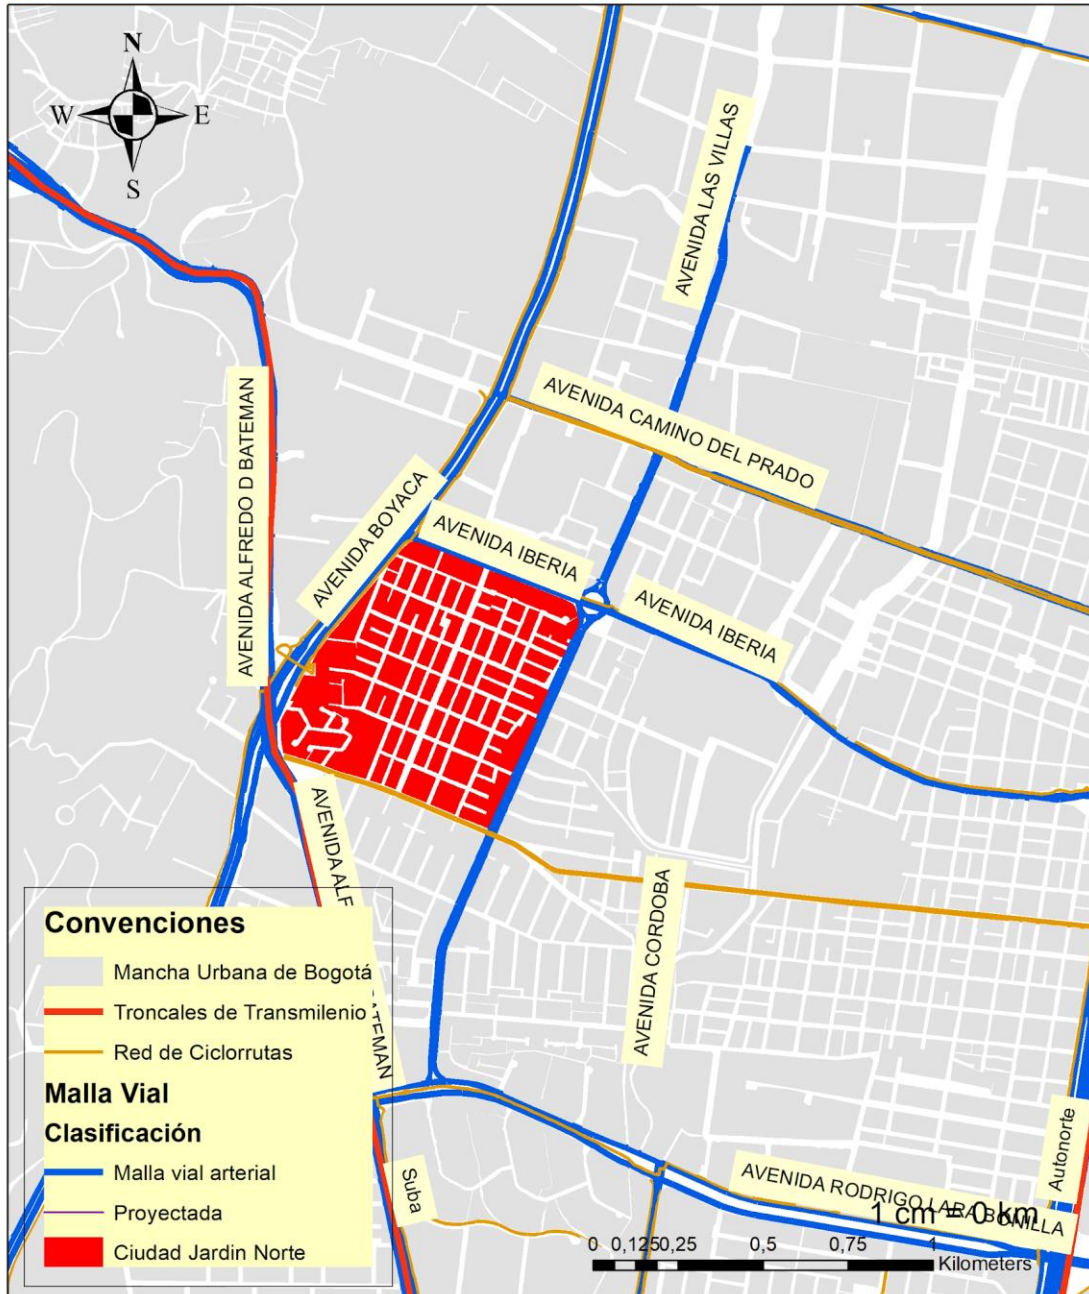 N
W E
S
AVENIDA LAS VILLAS
AVENIDA CAMINO DEL PRADO
AVENIDA ALFREDO D BATEMAN
AVENIDA BOYACA
AVENIDA IBERIA
AVENIDA IBERIA
AVENIDA ALF
BATEMAN
AVENIDA CORDOBA
Convenciones
Mancha Urbana de Bogotá
Troncales de Transmilenio
Red de Ciclorrutas
Malla Vial
Clasificación
Malla vial arterial
Proyectada
Ciudad Jardin Norte
Suba
Autonorte
AVENIDA RODRIGO LARA BONILLA
1 cm = 0 km
0 0,125 0,25 0,5 0,75 1
Kilometers